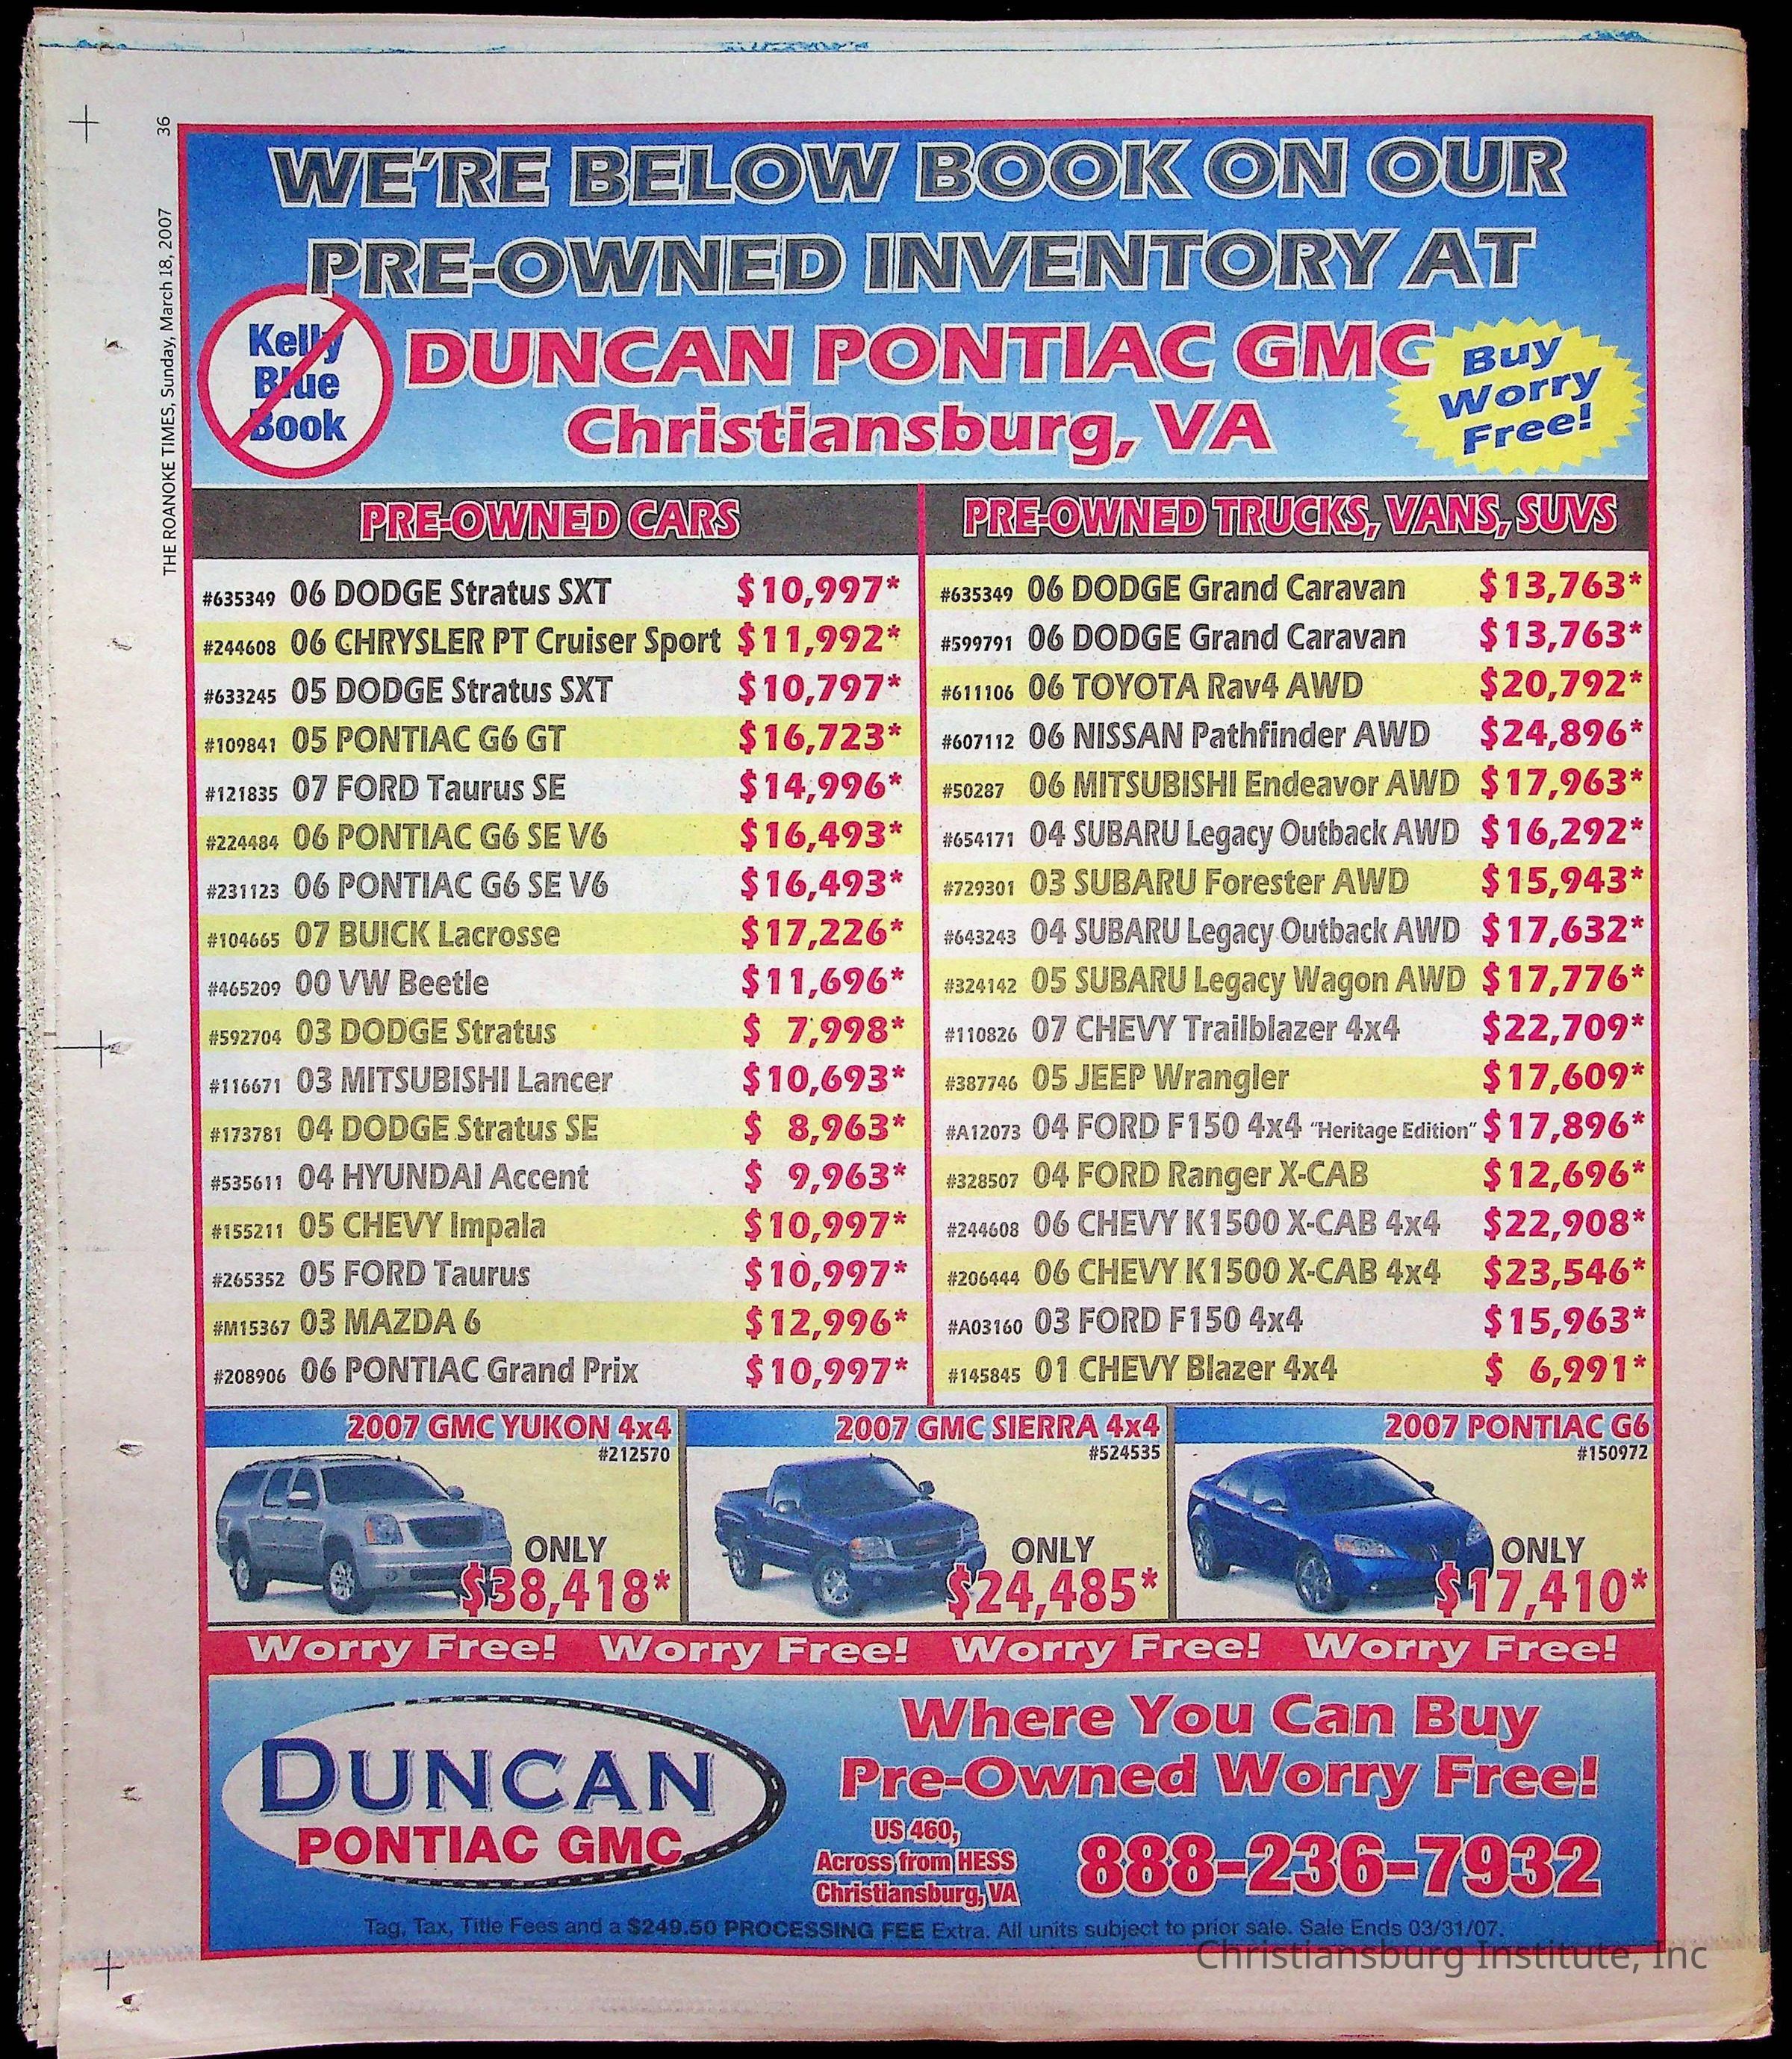 36
THE ROANOKE TIMES, Sunday, March 18, 2007
WE'RE BELOW BOOK ON OUR
PRE-OWNED INVENTORY AT
DUNCAN PONTIAC GMC
Christiansburg, VA
Kelly
Blue
Book
Buy
Worry
Free!
PRE-OWNED CARS
#635349 06 DODGE Stratus SXT $10,997*
#244608 06 CHRYSLER PT Cruiser Sport $11,992*
#633245 05 DODGE Stratus SXT $10,797*
#109841 05 PONTIAC G6 GT $16,723*
#121835 07 FORD Taurus SE $14,996*
#224484 06 PONTIAC G6 SE V6 $16,493*
#231123 06 PONTIAC G6 SE V6 $16,493*
#104665 07 BUICK Lacrosse $17,226*
#465209 00 VW Beetle $11,696*
#592704 03 DODGE Stratus $ 7,998*
#116671 03 MITSUBISHI Lancer $10,693*
#173781 04 DODGE Stratus SE $ 8,963*
#535611 04 HYUNDAI Accent $ 9,963*
#155211 05 CHEVY Impala $10,997*
#265352 05 FORD Taurus $10,997*
#M15367 03 MAZDA 6 $12,996*
#208906 06 PONTIAC Grand Prix $10,997*
PRE-OWNED TRUCKS, VANS, SUVS
#635349 06 DODGE Grand Caravan $13,763*
#599791 06 DODGE Grand Caravan $13,763*
#611106 06 TOYOTA Rav4 AWD $20,792*
#607112 06 NISSAN Pathfinder AWD $24,896*
#50287 06 MITSUBISHI Endeavor AWD $17,963*
#654171 04 SUBARU Legacy Outback AWD $16,292*
#729301 03 SUBARU Forester AWD $15,943*
#643243 04 SUBARU Legacy Outback AWD $17,632*
#324142 05 SUBARU Legacy Wagon AWD $17,776*
#110826 07 CHEVY Trailblazer 4x4 $22,709*
#387746 05 JEEP Wrangler $17,609*
#A12073 04 FORD F150 4x4 "Heritage Edition" $17,896*
#328507 04 FORD Ranger X-CAB $12,696*
#244608 06 CHEVY K1500 X-CAB 4x4 $22,908*
#206444 06 CHEVY K1500 X-CAB 4x4 $23,546*
#A03160 03 FORD F150 4x4 $15,963*
#145845 01 CHEVY Blazer 4x4 $ 6,991*
2007 GMC YUKON 4x4
#212570
ONLY
$38,418*
2007 GMC SIERRA 4x4
#524535
ONLY
$24,485*
2007 PONTIAC G6
#150972
ONLY
$17,410*
Worry Free! Worry Free! Worry Free! Worry Free!
DUNCAN
PONTIAC GMC
Where You Can Buy
Pre-Owned Worry Free!
US 460,
Across from HESS
Christiansburg, VA
888-236-7932
Tag, Tax, Title Fees and a $249.50 PROCESSING FEE Extra. All units subject to prior sale. Sale Ends 03/31/07.
Christiansburg Institute, Inc